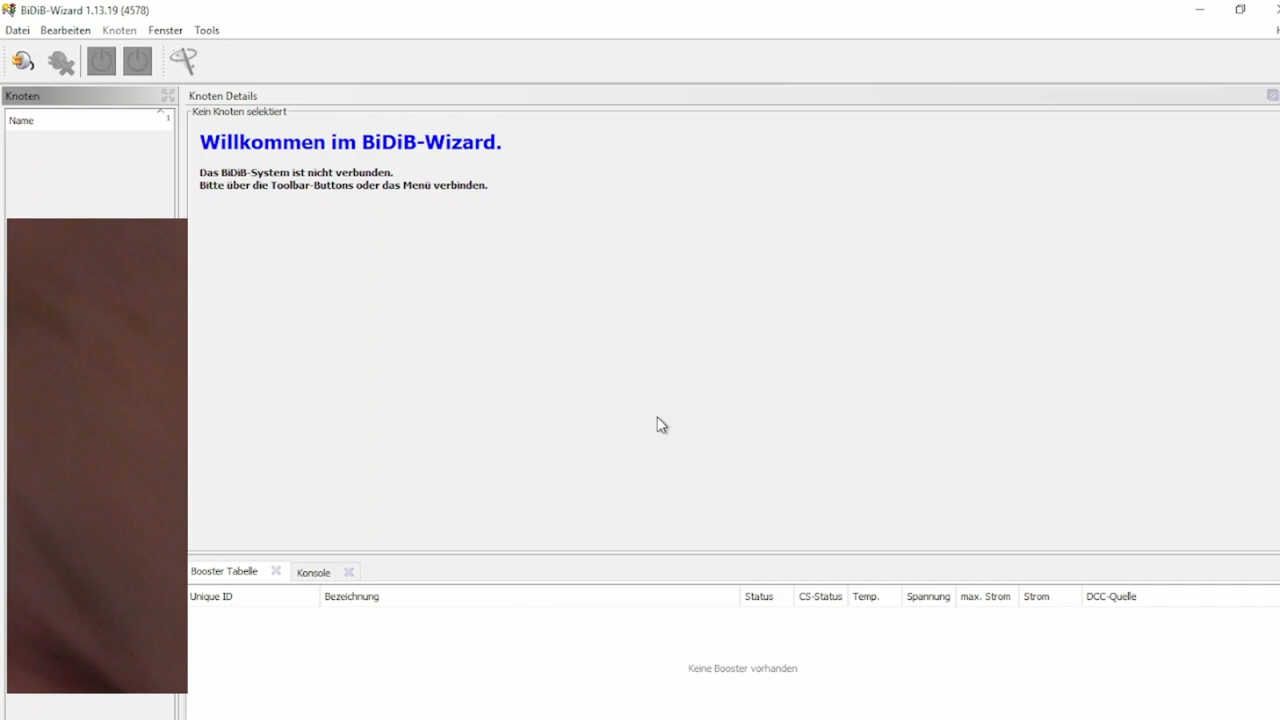 BiDiB-Wizard 1.13.19 (4578)
Datei Bearbeiten Knoten Fenster Tools
Knoten
Knoten Details
Name
1
Kein Knoten selektiert
Willkommen im BiDiB-Wizard.
Das BiDiB-System ist nicht verbunden.
Bitte über die Toolbar-Buttons oder das Menü verbinden.
Booster Tabelle Konsole
Unique ID Bezeichnung Status CS-Status Temp. Spannung max. Strom Strom DCC-Quelle
Keine Booster vorhanden